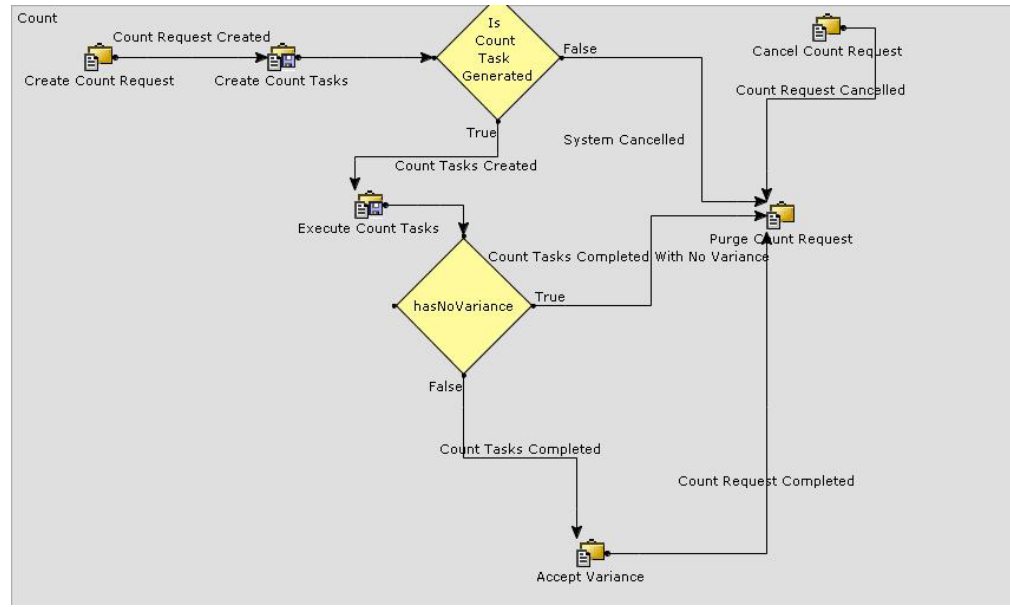 Count
Count Request Created
Create Count Request
Create Count Tasks
Is
Count
Task
Generated
False
Cancel Count Request
Count Request Cancelled
True
System Cancelled
Count Tasks Created
Execute Count Tasks
Purge Count Request
Count Tasks Completed With No Variance
hasNoVariance
True
False
Count Tasks Completed
Count Request Completed
Accept Variance